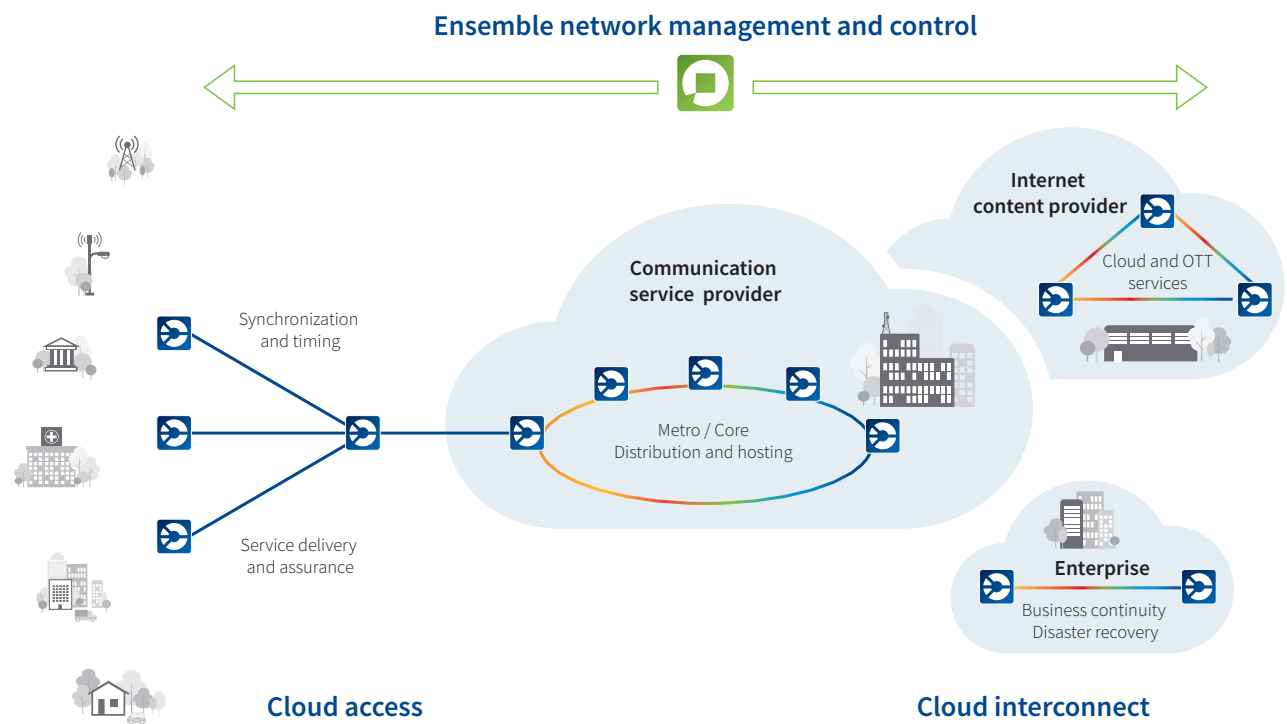 Ensemble network management and control
Internet
content provider
Cloud and OTT
services
Communication
service provider
Synchronization
and timing
Metro / Core
Distribution and hosting
Service delivery
and assurance
Enterprise
Business continuity
Disaster recovery
Cloud access
Cloud interconnect